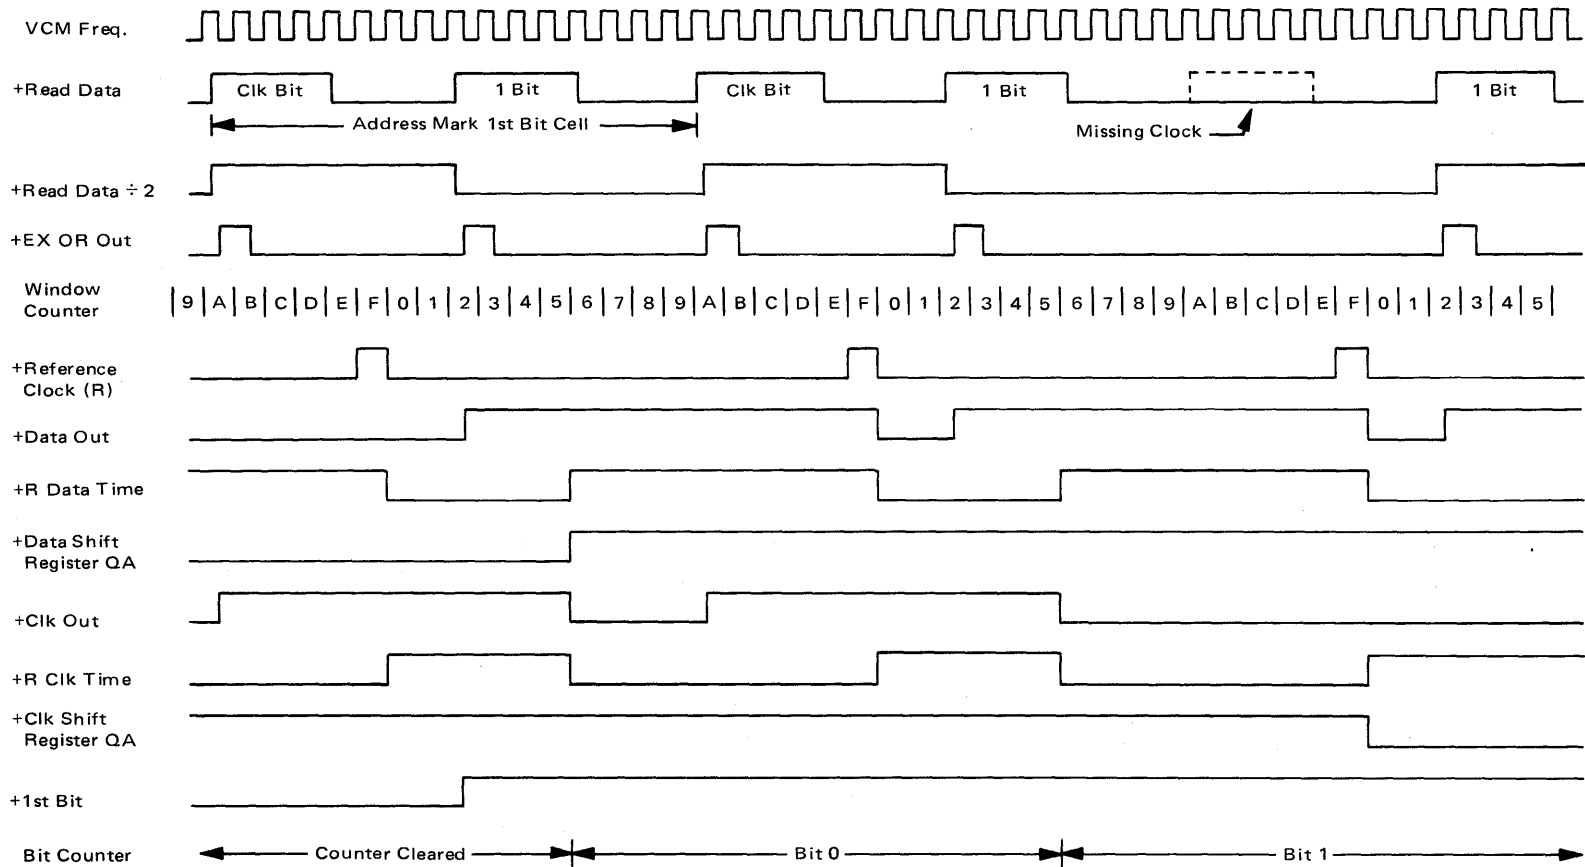 VCM Freq.
+Read Data
Clk Bit
1 Bit
Clk Bit
1 Bit
1 Bit
Address Mark 1st Bit Cell
Missing Clock
+Read Data ÷ 2
+EX OR Out
Window
Counter
9 A B C D E F 0 1 2 3 4 5 6 7 8 9 A B C D E F 0 1 2 3 4 5 6 7 8 9 A B C D E F 0 1 2 3 4 5
+Reference
Clock (R)
+Data Out
+R Data Time
+Data Shift
Register QA
+Clk Out
+R Clk Time
+Clk Shift
Register QA
+1st Bit
Bit Counter
Counter Cleared
Bit 0
Bit 1